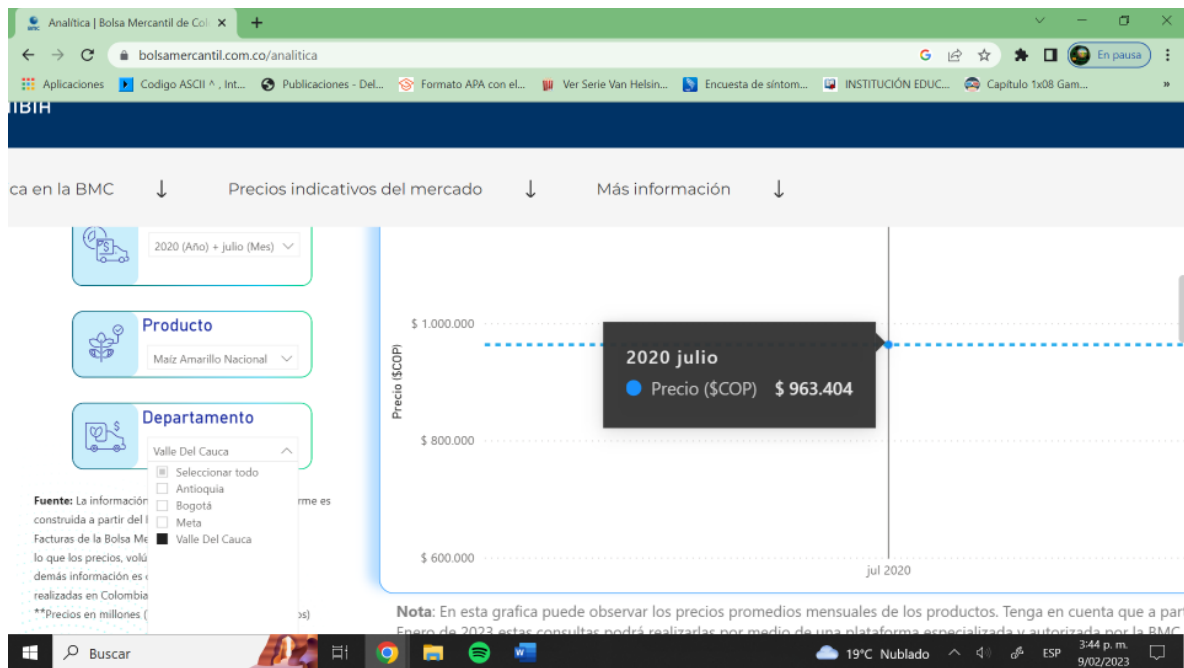 Analítica | Bolsa Mercantil de Col
bolsamercantil.com.co/analitica
En pausa
Aplicaciones
Codigo ASCII ^ , Int...
Publicaciones - Del...
Formato APA con el...
Ver Serie Van Helsin...
Encuesta de síntom...
INSTITUCIÓN EDUC...
Capítulo 1x08 Gam...
»
ca en la BMC ↓
Precios indicativos del mercado ↓
Más información ↓
2020 (Año) + julio (Mes)
Producto
Maíz Amarillo Nacional
Departamento
Valle Del Cauca
Seleccionar todo
Antioquia
Bogotá
Meta
Valle Del Cauca
Fuente: La información rme es
construida a partir del
Facturas de la Bolsa Me
lo que los precios, volú
demás información es
realizadas en Colombia
**Precios en millones ( os)
Precio ($COP)
$ 1.000.000
$ 800.000
$ 600.000
2020 julio
Precio ($COP) $ 963.404
jul 2020
Nota: En esta grafica puede observar los precios promedios mensuales de los productos. Tenga en cuenta que a par
Enero de 2023 estas consultas podrá realizarlas por medio de una plataforma especializada y autorizada por la BMC
Buscar
19°C Nublado
ESP
3:44 p. m.
9/02/2023